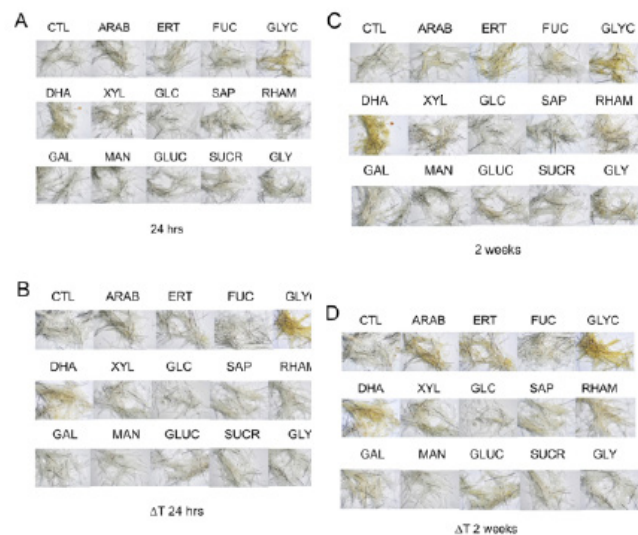 A
CTL ARAB ERT FUC GLYC
DHA XYL GLC SAP RHAM
GAL MAN GLUC SUCR GLY
24 hrs
B
CTL ARAB ERT FUC GLYC
DHA XYL GLC SAP RHAM
GAL MAN GLUC SUCR GLY
ΔT 24 hrs
C
CTL ARAB ERT FUC GLYC
DHA XYL GLC SAP RHAM
GAL MAN GLUC SUCR GLY
2 weeks
D
CTL ARAB ERT FUC GLYC
DHA XYL GLC SAP RHAM
GAL MAN GLUC SUCR GLY
ΔT 2 weeks